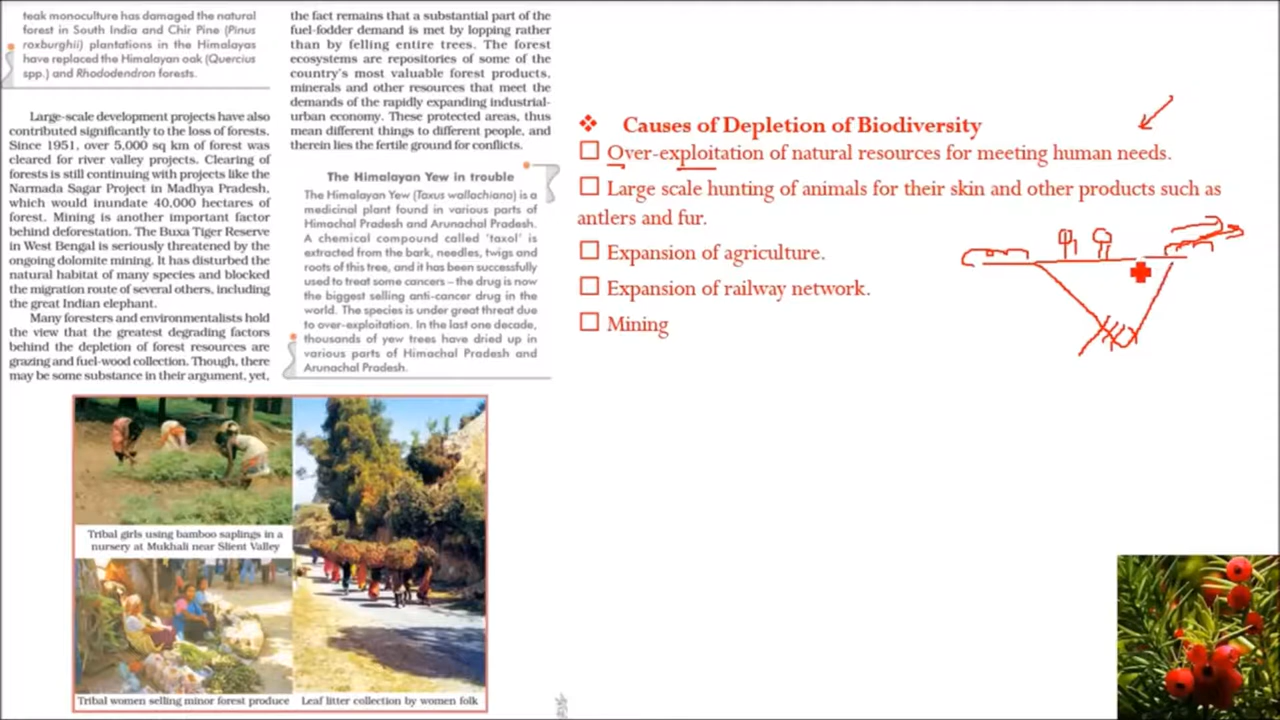 teak monoculture has damaged the natural
forest in South India and Chir Pine (Pinus
roxburghii) plantations in the Himalayas
have replaced the Himalayan oak (Quercius
spp.) and Rhododendron forests.
Large-scale development projects have also
contributed significantly to the loss of forests.
Since 1951, over 5,000 sq km of forest was
cleared for river valley projects. Clearing of
forests is still continuing with projects like the
Narmada Sagar Project in Madhya Pradesh,
which would inundate 40,000 hectares of
forest. Mining is another important factor
behind deforestation. The Buxa Tiger Reserve
in West Bengal is seriously threatened by the
ongoing dolomite mining. It has disturbed the
natural habitat of many species and blocked
the migration route of several others, including
the great Indian elephant.
Many foresters and environmentalists hold
the view that the greatest degrading factors
behind the depletion of forest resources are
grazing and fuel-wood collection. Though, there
may be some substance in their argument, yet,
the fact remains that a substantial part of the
fuel-fodder demand is met by lopping rather
than by felling entire trees. The forest
ecosystems are repositories of some of the
country's most valuable forest products,
minerals and other resources that meet the
demands of the rapidly expanding industrial-
urban economy. These protected areas, thus
mean different things to different people, and
therein lies the fertile ground for conflicts.
The Himalayan Yew in trouble
The Himalayan Yew (Taxus wallachiana) is a
medicinal plant found in various parts of
Himachal Pradesh and Arunachal Pradesh.
A chemical compound called 'taxol' is
extracted from the bark, needles, twigs and
roots of this tree, and it has been successfully
used to treat some cancers – the drug is now
the biggest selling anti-cancer drug in the
world. The species is under great threat due
to over-exploitation. In the last one decade,
thousands of yew trees have dried up in
various parts of Himachal Pradesh and
Arunachal Pradesh.
Tribal girls using bamboo saplings in a
nursery at Mukhali near Slient Valley
Tribal women selling minor forest produce
Leaf litter collection by women folk
❖ Causes of Depletion of Biodiversity
☐ Over-exploitation of natural resources for meeting human needs.
☐ Large scale hunting of animals for their skin and other products such as
antlers and fur.
☐ Expansion of agriculture.
☐ Expansion of railway network.
☐ Mining